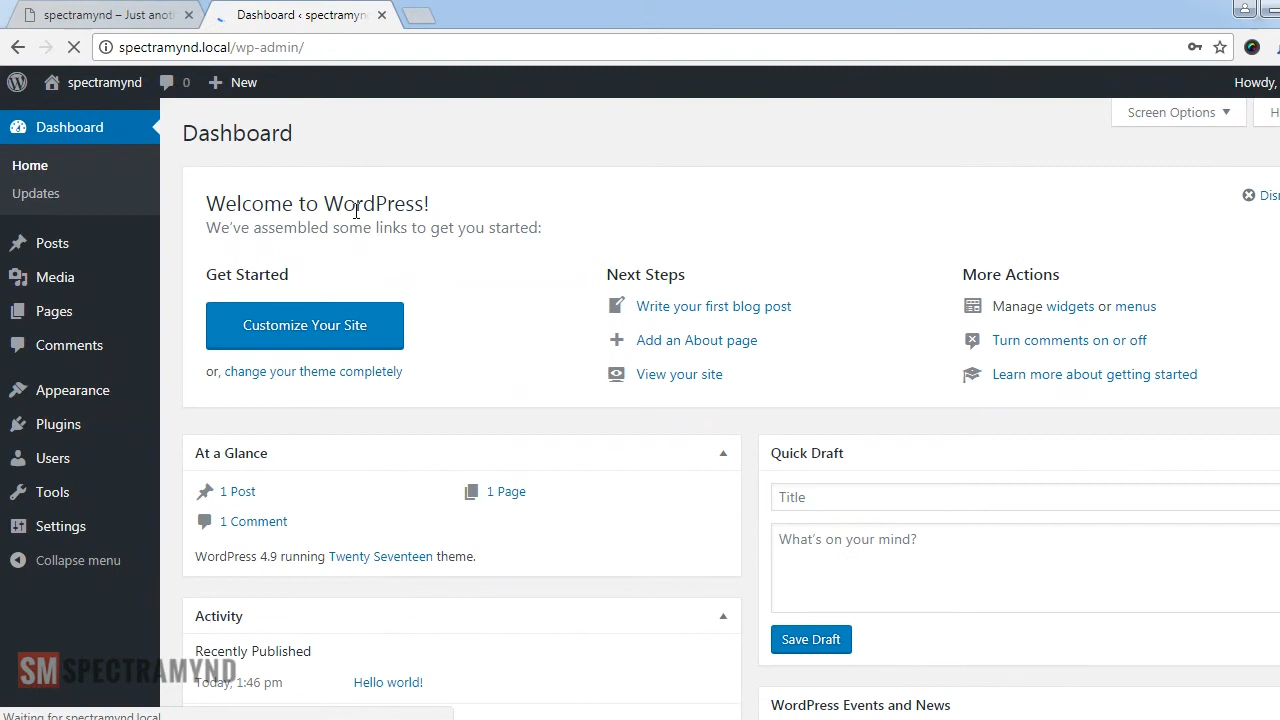 spectramynd – Just anot
Dashboard ‹ spectramynd
spectramynd.local/wp-admin/
spectramynd
0
New
Howdy,
Dashboard
Screen Options
H
Dashboard
Home
Updates
Posts
Media
Pages
Comments
Appearance
Plugins
Users
Tools
Settings
Collapse menu
Welcome to WordPress!
We've assembled some links to get you started:
Dis
Get Started
Customize Your Site
or, change your theme completely
Next Steps
Write your first blog post
Add an About page
View your site
More Actions
Manage widgets or menus
Turn comments on or off
Learn more about getting started
At a Glance
1 Post
1 Page
1 Comment
WordPress 4.9 running Twenty Seventeen theme.
Activity
Recently Published
Today, 1:46 pm
Hello world!
Quick Draft
Title
What's on your mind?
Save Draft
WordPress Events and News
SM SPECTRAMYND
Waiting for spectramynd.local